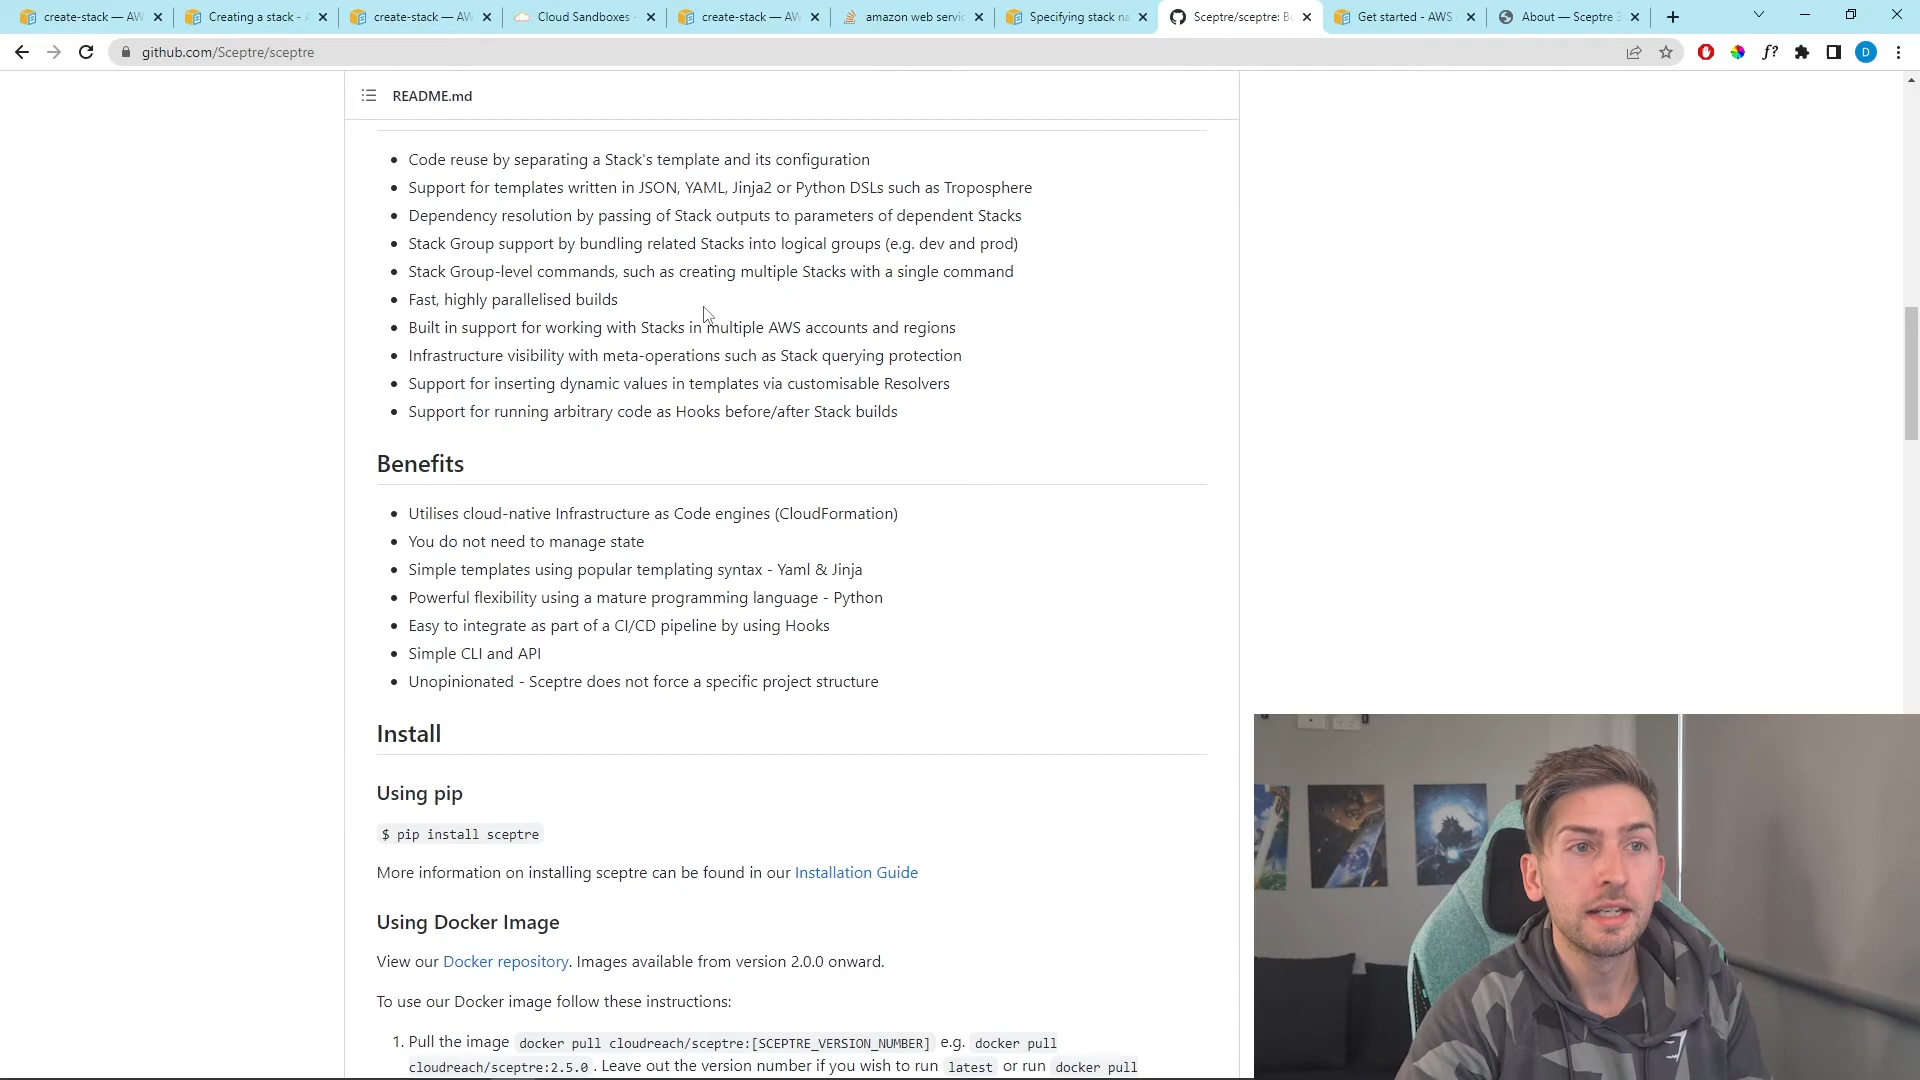 create-stack — AW
Creating a stack - A
create-stack — AW
Cloud Sandboxes -
create-stack — AW
amazon web servic
Specifying stack na
Sceptre/sceptre: Bu
Get started - AWS
About — Sceptre 3
github.com/Sceptre/sceptre
f?
D
README.md
Code reuse by separating a Stack's template and its configuration
Support for templates written in JSON, YAML, Jinja2 or Python DSLs such as Troposphere
Dependency resolution by passing of Stack outputs to parameters of dependent Stacks
Stack Group support by bundling related Stacks into logical groups (e.g. dev and prod)
Stack Group-level commands, such as creating multiple Stacks with a single command
Fast, highly parallelised builds
Built in support for working with Stacks in multiple AWS accounts and regions
Infrastructure visibility with meta-operations such as Stack querying protection
Support for inserting dynamic values in templates via customisable Resolvers
Support for running arbitrary code as Hooks before/after Stack builds
Benefits
Utilises cloud-native Infrastructure as Code engines (CloudFormation)
You do not need to manage state
Simple templates using popular templating syntax - Yaml & Jinja
Powerful flexibility using a mature programming language - Python
Easy to integrate as part of a CI/CD pipeline by using Hooks
Simple CLI and API
Unopinionated - Sceptre does not force a specific project structure
Install
Using pip
$ pip install sceptre
More information on installing sceptre can be found in our Installation Guide
Using Docker Image
View our Docker repository. Images available from version 2.0.0 onward.
To use our Docker image follow these instructions:
1. Pull the image docker pull cloudreach/sceptre:[SCEPTRE_VERSION_NUMBER] e.g. docker pull
cloudreach/sceptre:2.5.0 . Leave out the version number if you wish to run latest or run docker pull